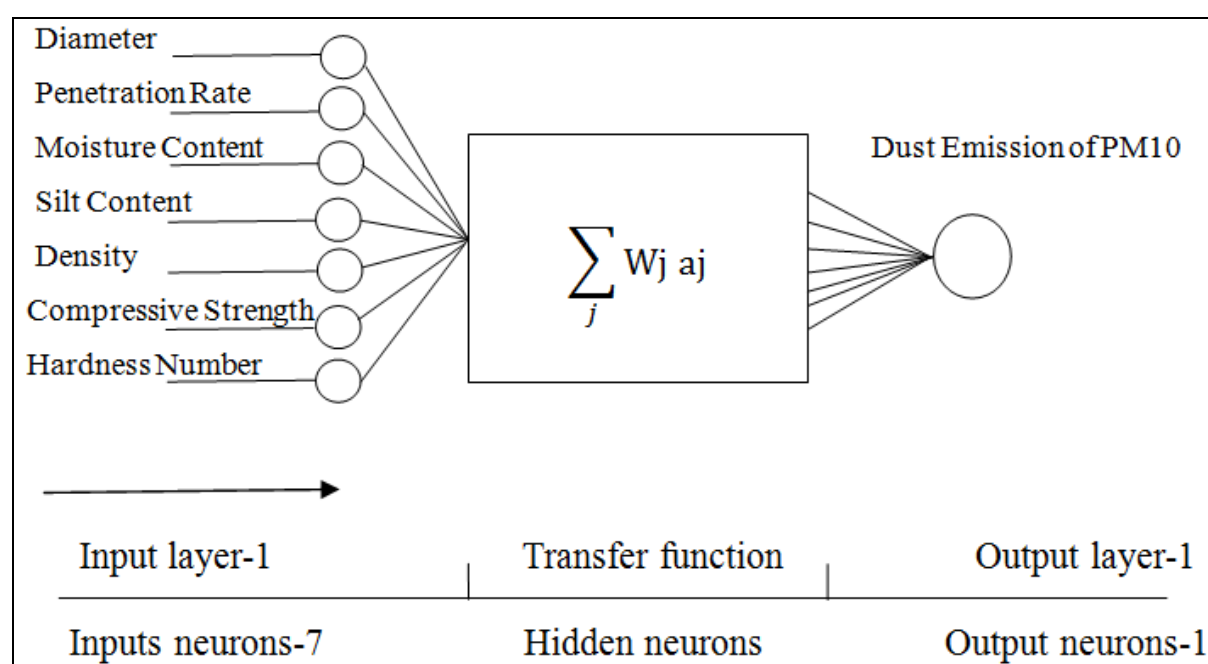 Diameter
Penetration Rate
Moisture Content
Silt Content
Density
Compressive Strength
Hardness Number
∑ Wj aj
j
Dust Emission of PM10
Input layer-1
Transfer function
Output layer-1
Inputs neurons-7
Hidden neurons
Output neurons-1